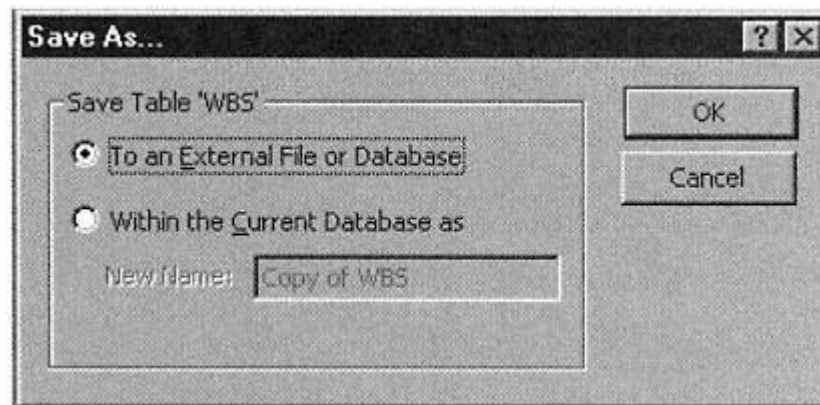 Save As...
Save Table 'WBS'
To an External File or Database
Within the Current Database as
New Name: Copy of WBS
OK
Cancel